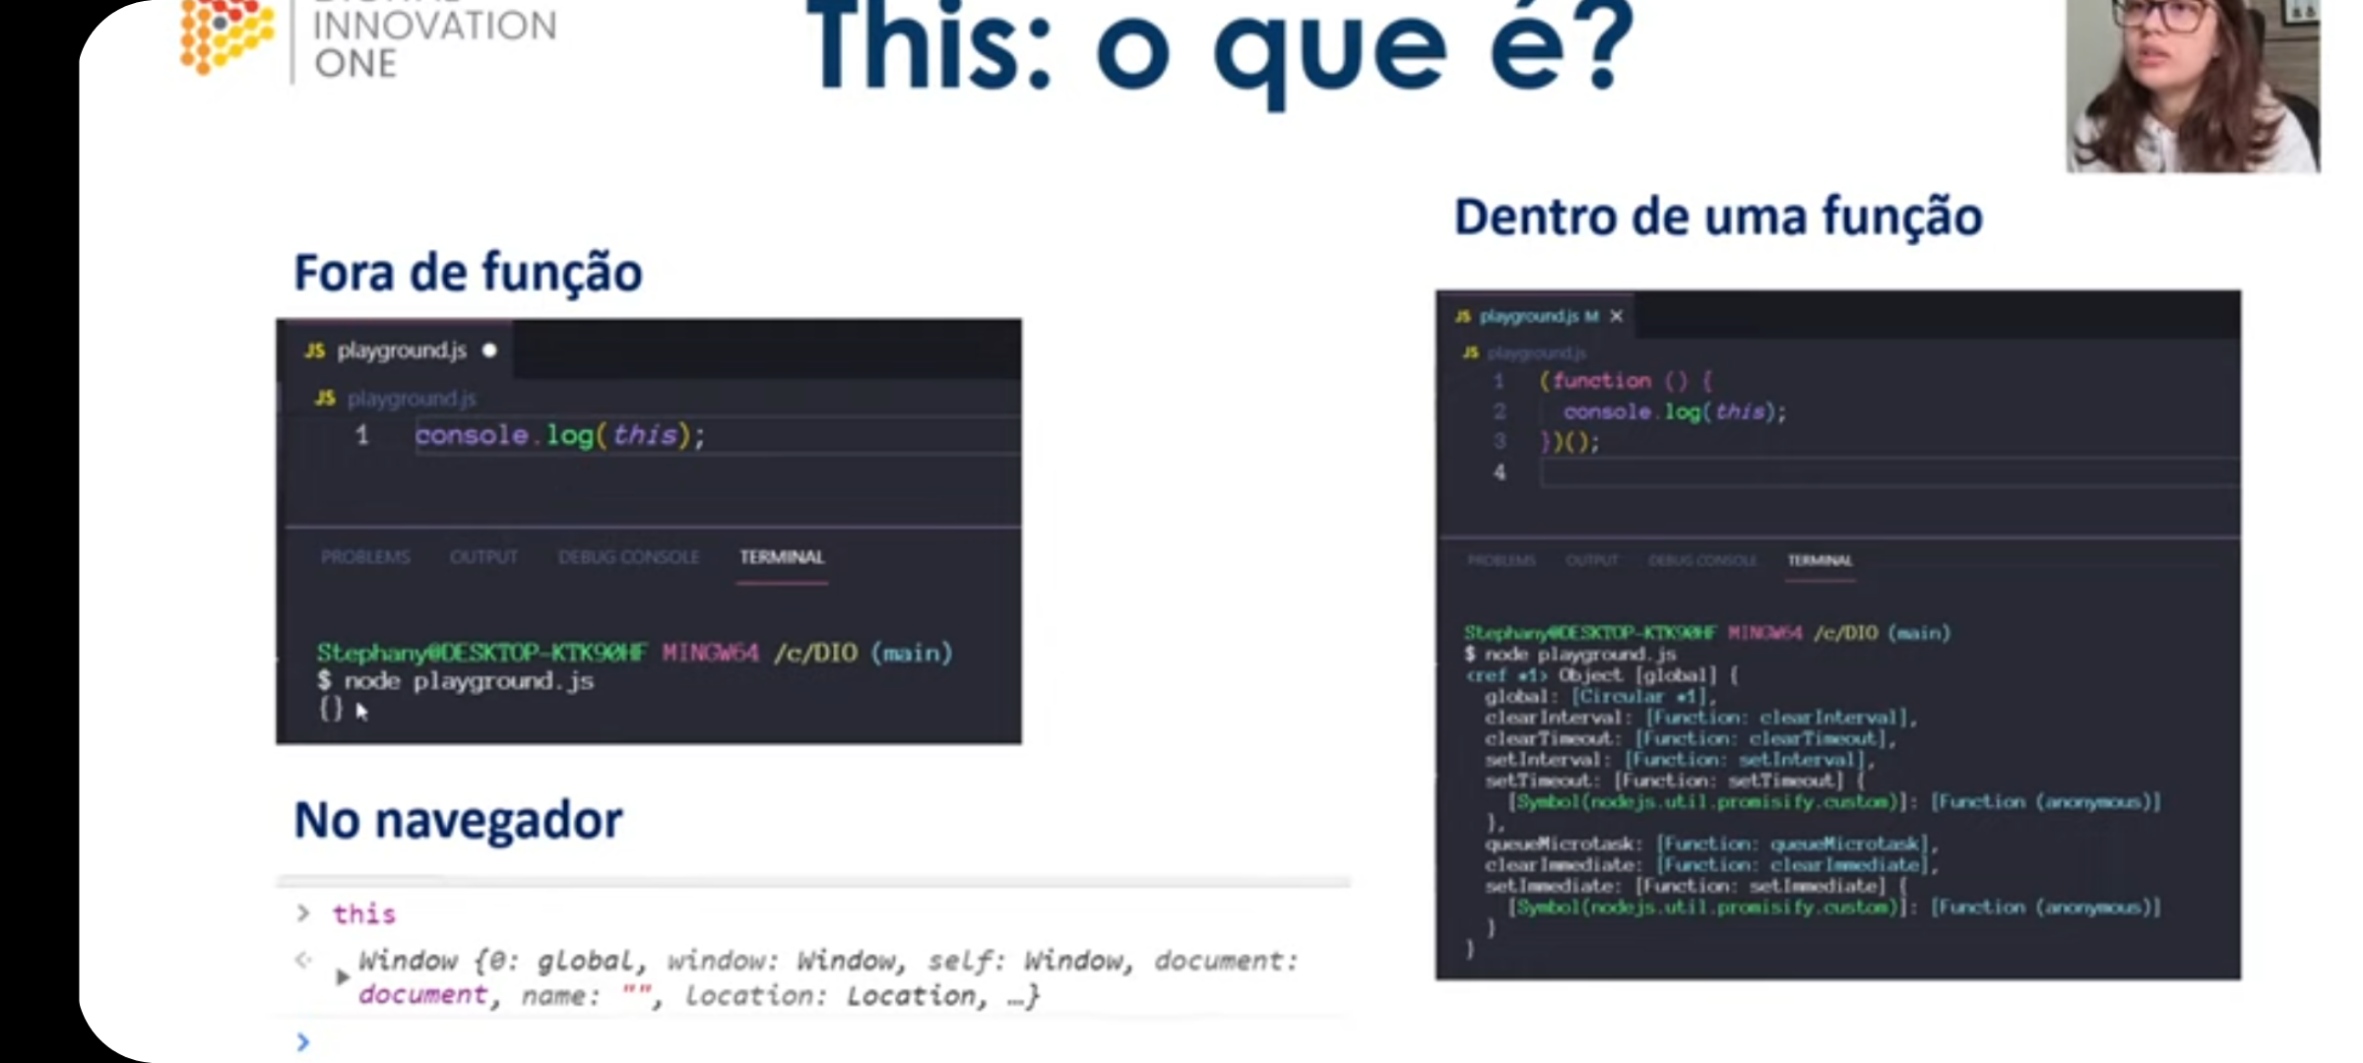 INNOVATION
ONE
This: o que é?
Fora de função
JS playground.js
JS playground.js
1 console.log(this);
PROBLEMS OUTPUT DEBUG CONSOLE TERMINAL
Stephany@DESKTOP-KTK90HF MINGW64 /c/DIO (main)
$ node playground.js
{}
No navegador
> this
Window {0: global, window: Window, self: Window, document:
document, name: "", location: Location, …}
>
Dentro de uma função
JS playground.js M ×
JS playground.js
1 (function () {
2 console.log(this);
3 })();
4
PROBLEMS OUTPUT DEBUG CONSOLE TERMINAL
Stephany@DESKTOP-KTK90HF MINGW64 /c/DIO (main)
$ node playground.js
<ref *1> Object [global] {
global: [Circular *1],
clearInterval: [Function: clearInterval],
clearTimeout: [Function: clearTimeout],
setInterval: [Function: setInterval],
setTimeout: [Function: setTimeout] {
[Symbol(nodejs.util.promisify.custom)]: [Function (anonymous)]
},
queueMicrotask: [Function: queueMicrotask],
clearImmediate: [Function: clearImmediate],
setImmediate: [Function: setImmediate] {
[Symbol(nodejs.util.promisify.custom)]: [Function (anonymous)]
}
}